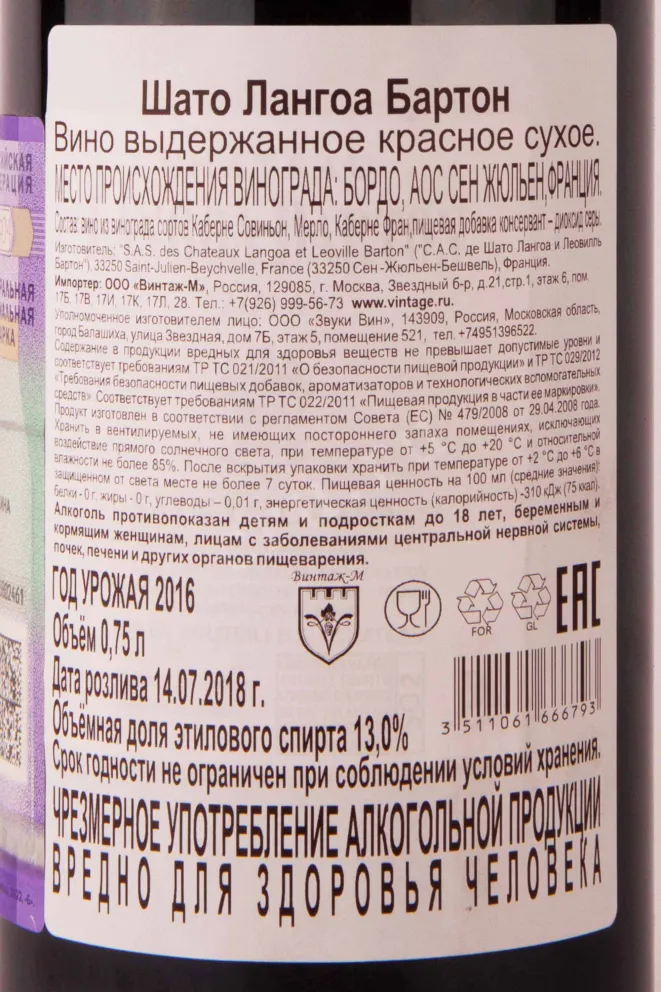 Шато Лангоа Бартон
Вино выдержанное красное сухое.
МЕСТО ПРОИСХОЖДЕНИЯ ВИНОГРАДА: БОРДО, АОС СЕН ЖЮЛЬЕН,ФРАНЦИЯ.
Состав: вино из винограда сортов Каберне Совиньон, Мерло, Каберне Фран,пищевая добавка консервант – диоксид серы.
Изготовитель: "S.A.S. des Chateaux Langoa et Leoville Barton" ("С.А.С. де Шато Лангоа и Леовилль
Бартон"), 33250 Saint-Julien-Beychvelle, France (33250 Сен-Жюльен-Бешвель), Франция.
Импортер: ООО «Винтаж-М», Россия, 129085, г. Москва, Звездный б-р, д.21,стр.1, этаж 6, пом.
17Б, 17В, 17И, 17К, 17Л, 28. Тел.: +7(926) 999-56-73 www.vintage.ru.
Уполномоченное изготовителем лицо: ООО «Звуки Вин», 143909, Россия, Московская область,
город Балашиха, улица Звездная, дом 7Б, этаж 5, помещение 521, тел. +74951396522.
Содержание в продукции вредных для здоровья веществ не превышает допустимые уровни и
соответствует требованиям ТР ТС 021/2011 «О безопасности пищевой продукции» и ТР ТС 029/2012
«Требования безопасности пищевых добавок, ароматизаторов и технологических вспомогательных
средств» Соответствует требованиям ТР ТС 022/2011 «Пищевая продукция в части ее маркировки».
Продукт изготовлен в соответствии с регламентом Совета (ЕС) № 479/2008 от 29.04.2008 года.
Хранить в вентилируемых, не имеющих постороннего запаха помещениях, исключающих
воздействие прямого солнечного света, при температуре от +5 °С до +20 °С и относительной
влажности не более 85%. После вскрытия упаковки хранить при температуре от +2 °С до +6 °С в
защищенном от света месте не более 7 суток. Пищевая ценность на 100 мл (средние значения):
белки - 0 г, жиры - 0 г, углеводы – 0,01 г, энергетическая ценность (калорийность) -310 кДж (75 ккал).
Алкоголь противопоказан детям и подросткам до 18 лет, беременным и
кормящим женщинам, лицам с заболеваниями центральной нервной системы,
почек, печени и других органов пищеварения.
Винтаж-М
ГОД УРОЖАЯ 2016
EAC
FOR
GL
Объём 0,75 л
Дата розлива 14.07.2018 г.
3 511061 666793
Объёмная доля этилового спирта 13,0%
Срок годности не ограничен при соблюдении условий хранения.
ЧРЕЗМЕРНОЕ УПОТРЕБЛЕНИЕ АЛКОГОЛЬНОЙ ПРОДУКЦИИ
ВРЕДНО ДЛЯ ЗДОРОВЬЯ ЧЕЛОВЕКА